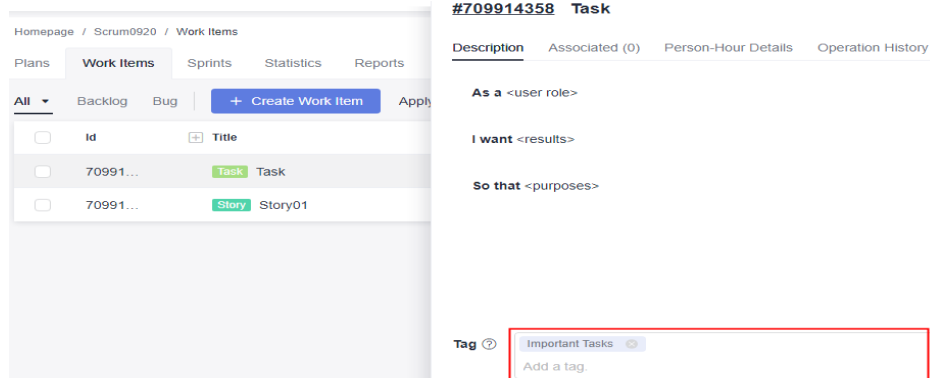 Homepage / Scrum0920 / Work Items
Plans Work Items Sprints Statistics Reports
All Backlog Bug + Create Work Item Apply
Id Title
70991... Task Task
70991... Story Story01
#709914358 Task
Description Associated (0) Person-Hour Details Operation History
As a <user role>
I want <results>
So that <purposes>
Tag ? Important Tasks
Add a tag.